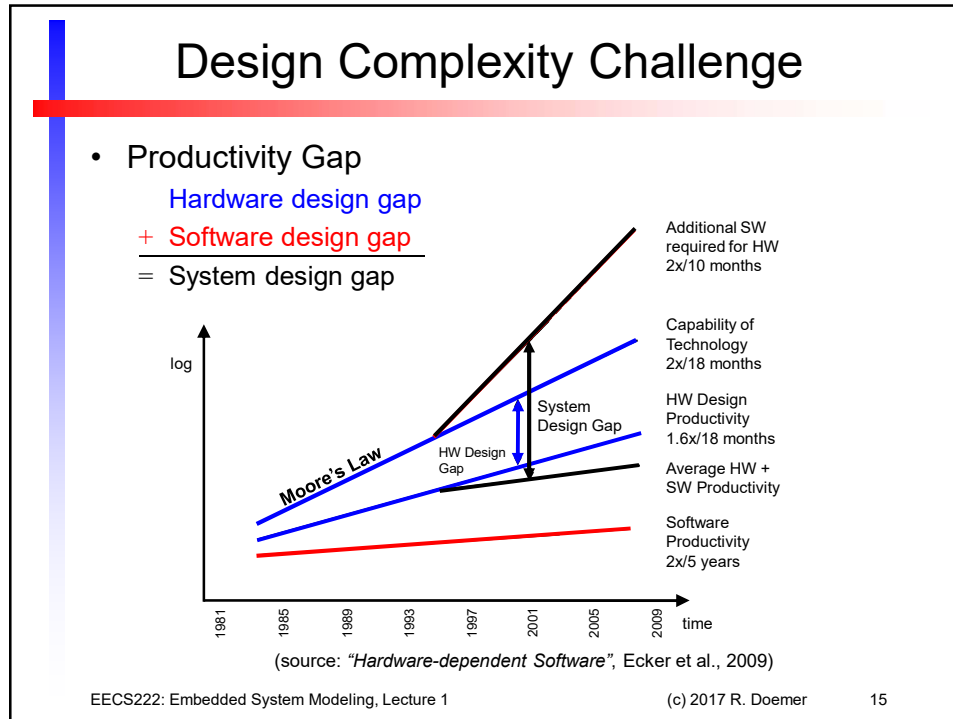 Design Complexity Challenge
• Productivity Gap
Hardware design gap
+ Software design gap
= System design gap
Additional SW
required for HW
2x/10 months
Capability of
Technology
2x/18 months
HW Design
Productivity
1.6x/18 months
Average HW +
SW Productivity
Software
Productivity
2x/5 years
log
System
Design Gap
HW Design
Gap
Moore's Law
1981
1985
1989
1993
1997
2001
2005
2009
time
(source: "Hardware-dependent Software", Ecker et al., 2009)
EECS222: Embedded System Modeling, Lecture 1
(c) 2017 R. Doemer
15